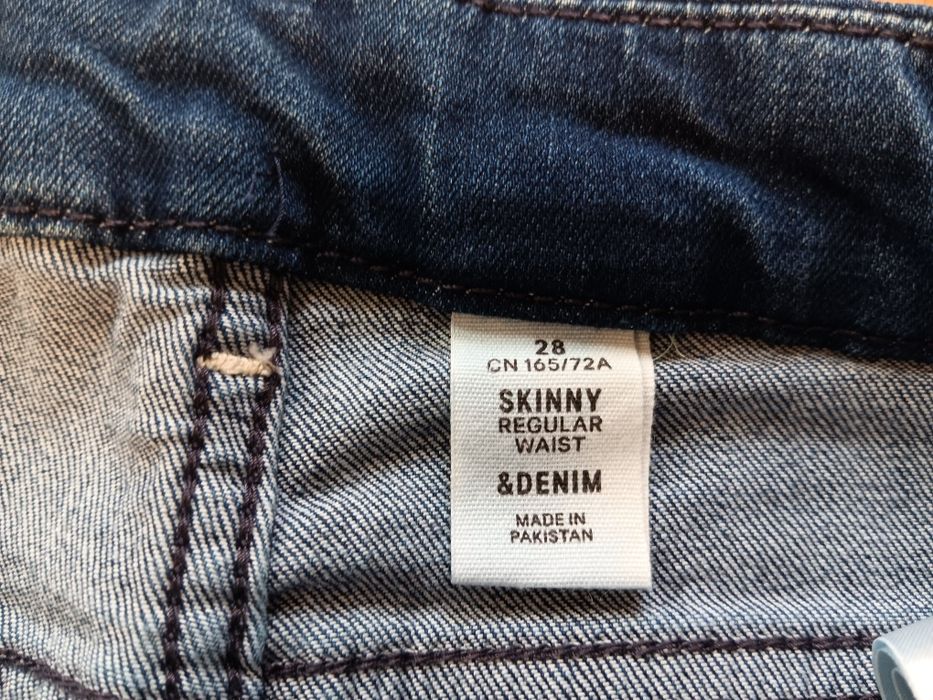 28
CN 165/72A
SKINNY
REGULAR
WAIST
&DENIM
MADE IN
PAKISTAN